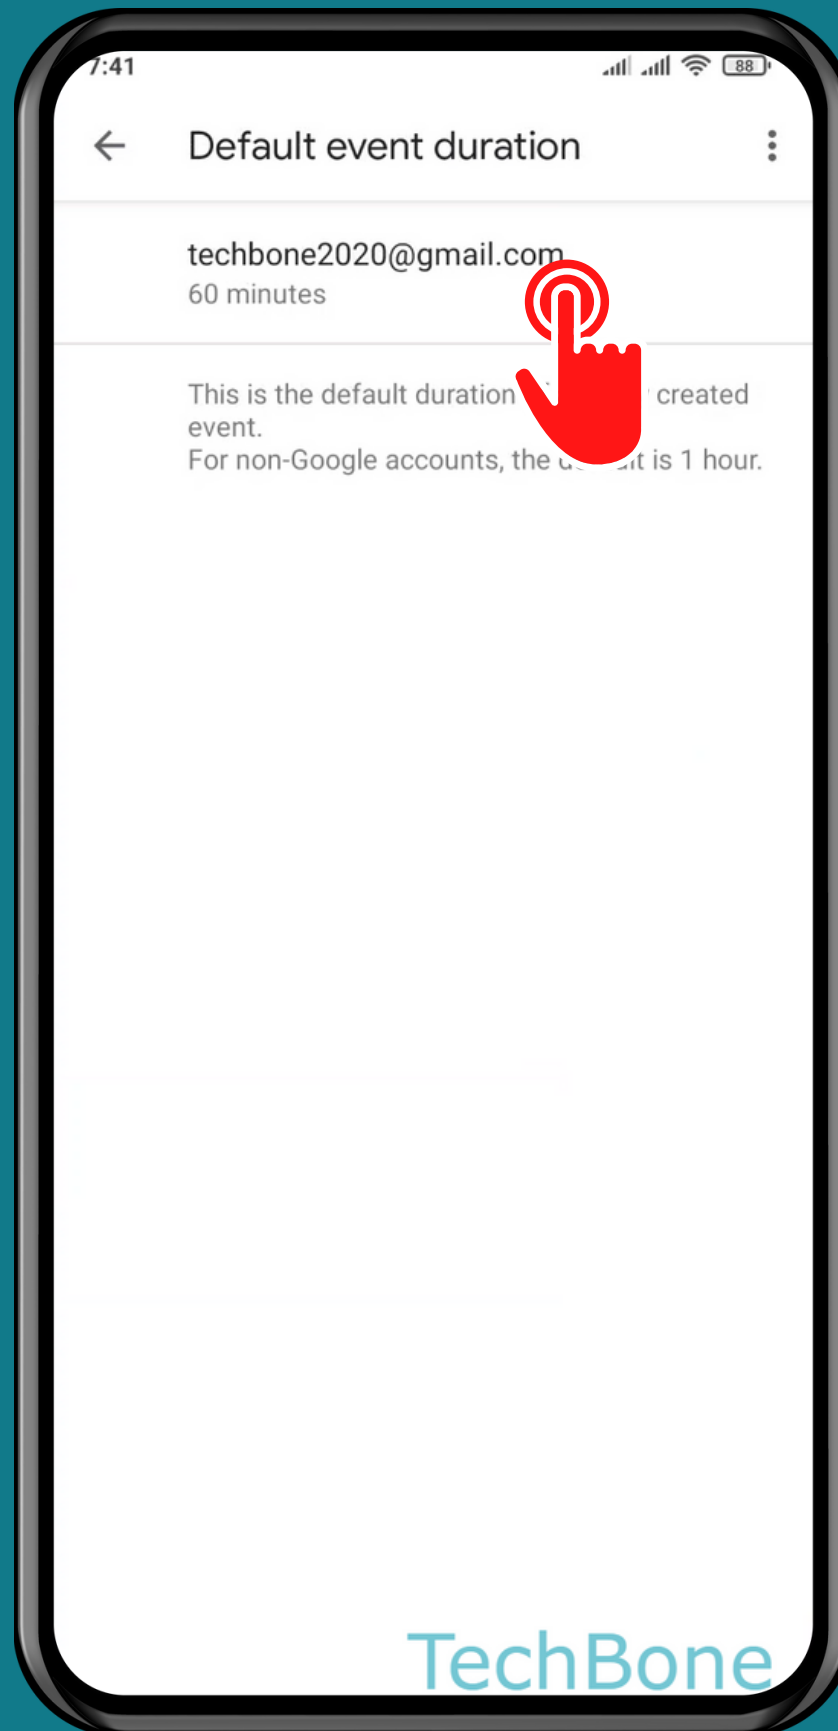 7:41
88
Default event duration
techbone2020@gmail.com
60 minutes
This is the default duration created
event.
For non-Google accounts, the is 1 hour.
TechBone